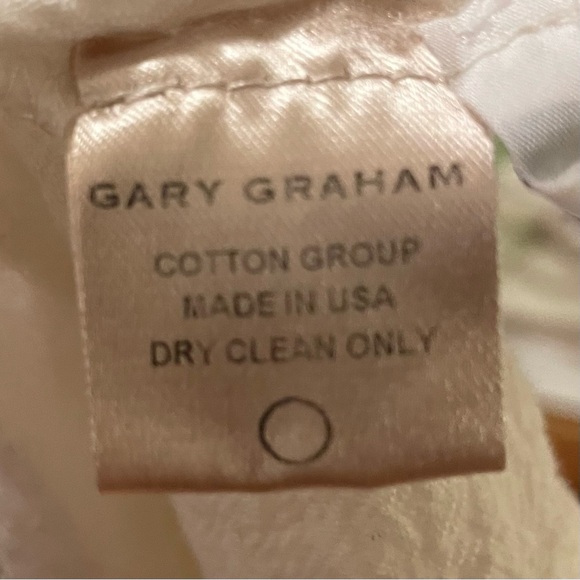 GARY GRAHAM
COTTON GROUP
MADE IN USA
DRY CLEAN ONLY